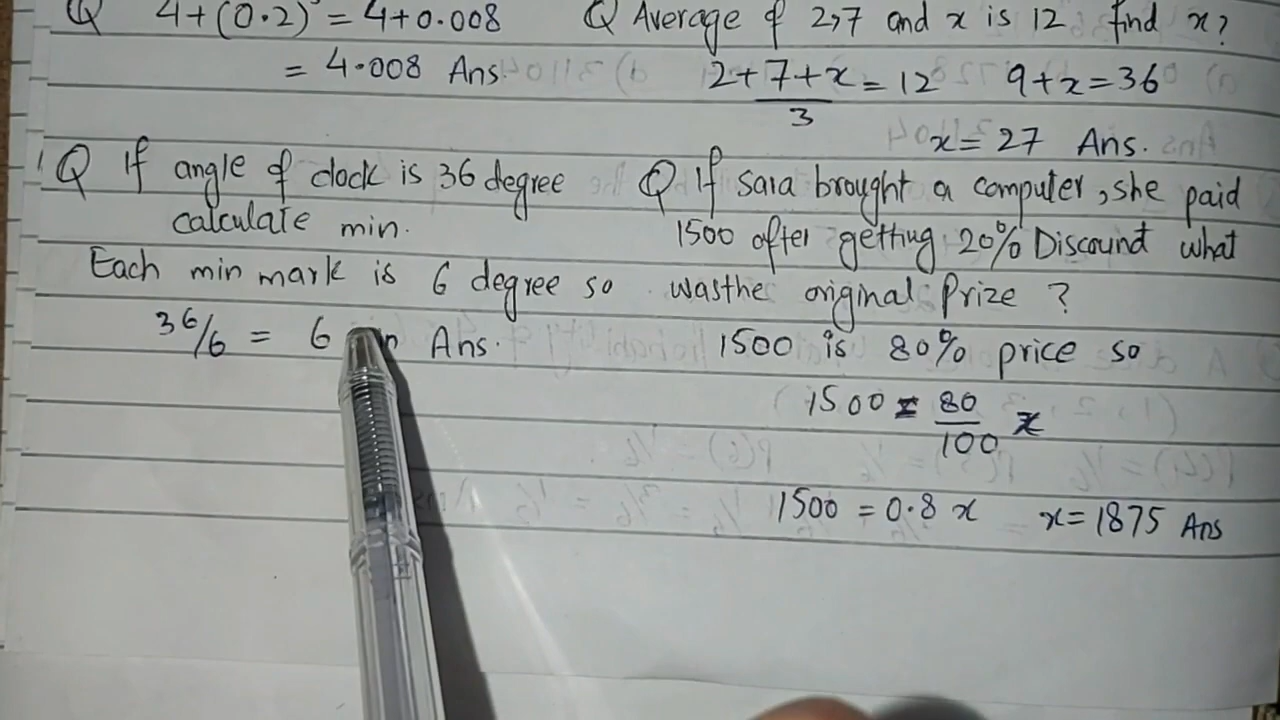 Q 4+(0.2)³ = 4+0.008
= 4.008 Ans.
Q Average of 2,7 and x is 12 find x?
2+7+x/3 = 12 9+x=36
x = 27 Ans.
Q If angle of clock is 36 degree
calculate min.
Each min mark is 6 degree so
36/6 = 6 Ans.
Q If sara brought a computer, she paid
1500 after getting 20% Discound what
was the original Prize ?
1500 is 80% price so
1500 = 80/100 x
1500 = 0.8 x x=1875 Ans